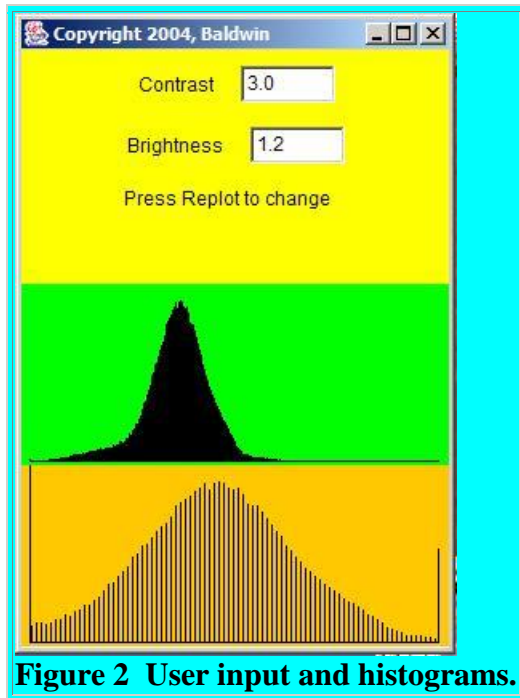 Copyright 2004, Baldwin
Contrast 3.0
Brightness 1.2
Press Replot to change
Figure 2 User input and histograms.